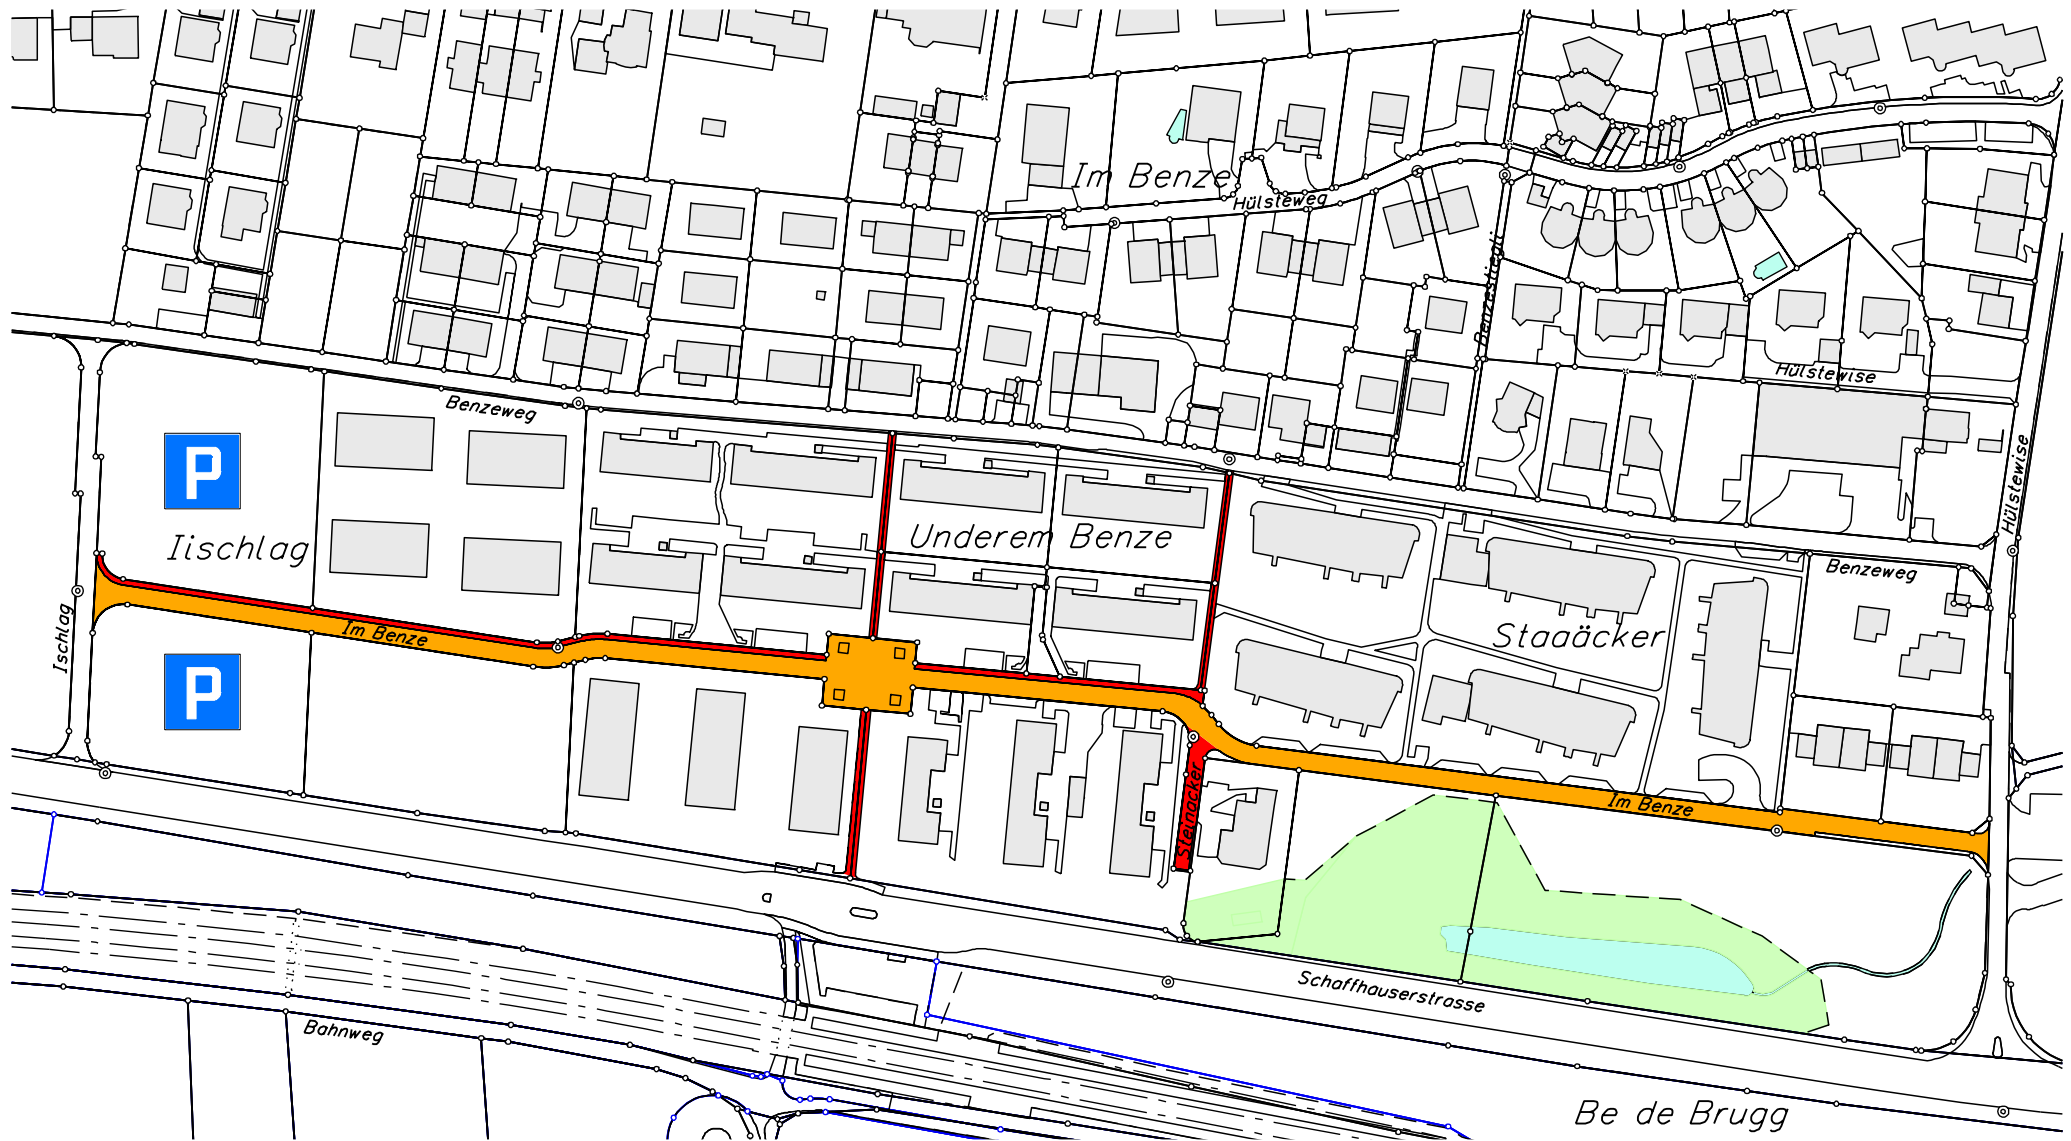 Im Benze
Hülsteweg
Benzestiegli
Hülstewise
Benzeweg
P
Hülstewise
Iischlag
Underem Benze
Benzeweg
Staaäcker
Ischlag
Im Benze
P
Steinacker
Im Benze
Schaffhauserstrasse
Bahnweg
Be de Brugg